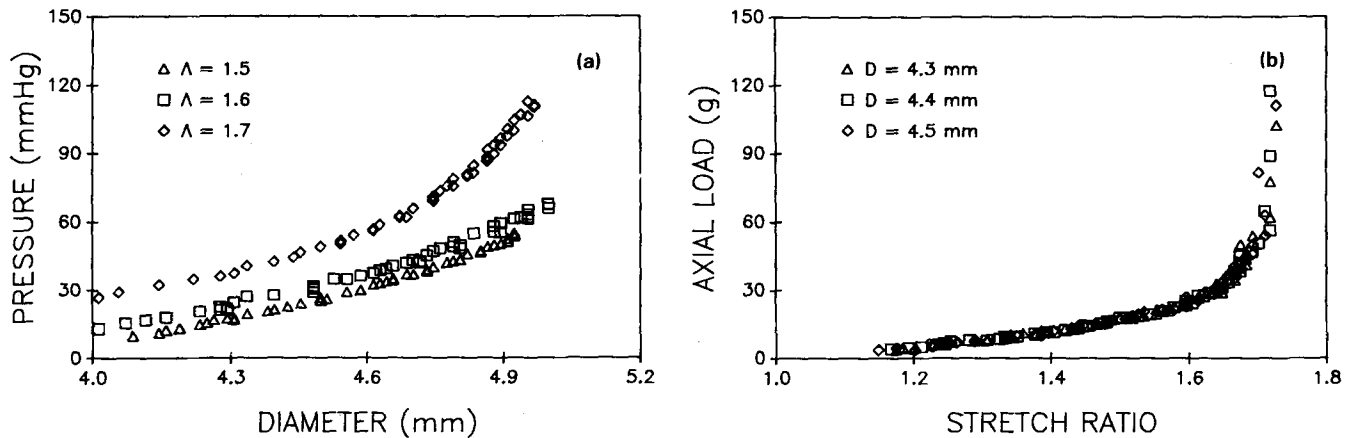 PRESSURE (mmHg)
150
120
90
60
30
0
4.0
4.3
4.6
4.9
5.2
DIAMETER (mm)
Λ = 1.5
Λ = 1.6
Λ = 1.7
(a)
AXIAL LOAD (g)
150
120
90
60
30
0
1.0
1.2
1.4
1.6
1.8
STRETCH RATIO
D = 4.3 mm
D = 4.4 mm
D = 4.5 mm
(b)